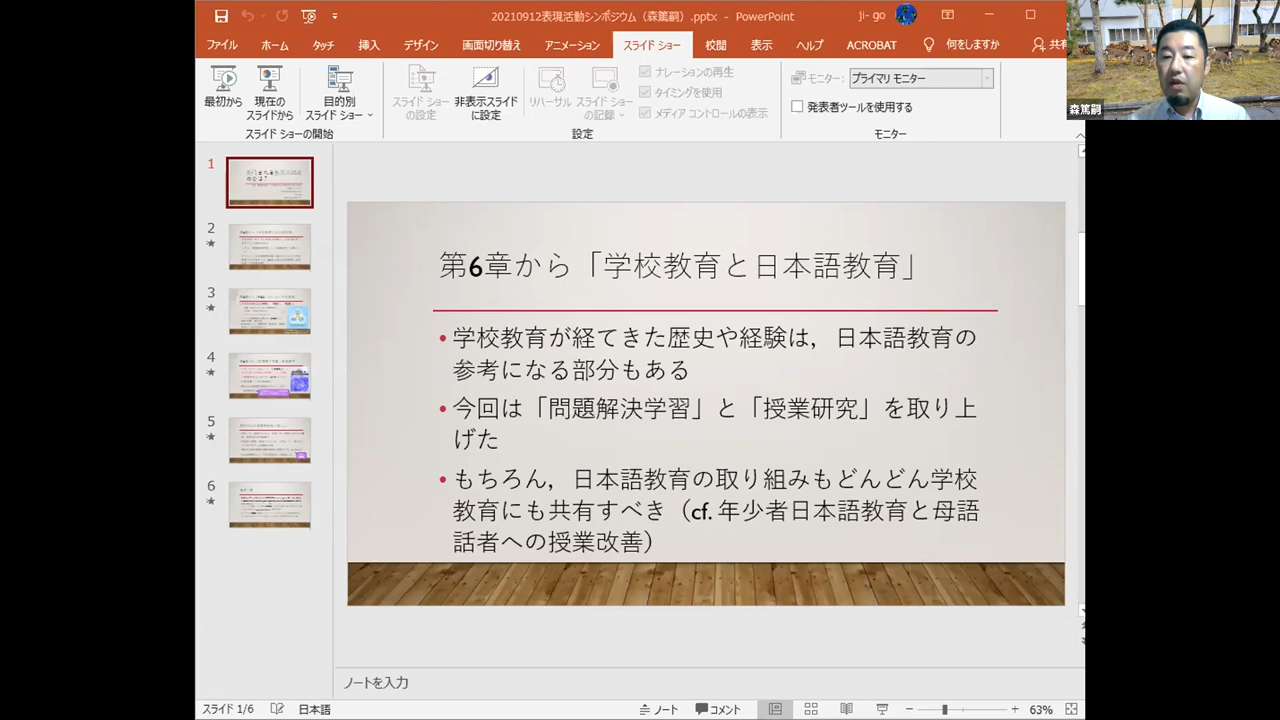 20210912表現活動シンポジウム（森篤嗣）.pptx - PowerPoint
ji- go
ファイル ホーム タッチ 挿入 デザイン 画面切り替え アニメーション スライド ショー 校閲 表示 ヘルプ ACROBAT 何をしますか 共有
最初から
現在の
スライドから
目的別
スライド ショー
スライド ショーの開始
スライド ショー
の設定
非表示スライド
に設定
リハーサル
スライド ショー
の記録
ナレーションの再生
タイミングを使用
メディア コントロールの表示
設定
モニター: プライマリ モニター
発表者ツールを使用する
モニター
森篤嗣
1
2
3
4
5
6
第6章から「学校教育と日本語教育」
• 学校教育が経てきた歴史や経験は，日本語教育の
参考になる部分もある
• 今回は「問題解決学習」と「授業研究」を取り上
げた
• もちろん，日本語教育の取り組みもどんどん学校
教育にも共有すべき（cf. 年少者日本語教育と母語
話者への授業改善）
ノートを入力
スライド 1/6 日本語 ノート コメント 63%